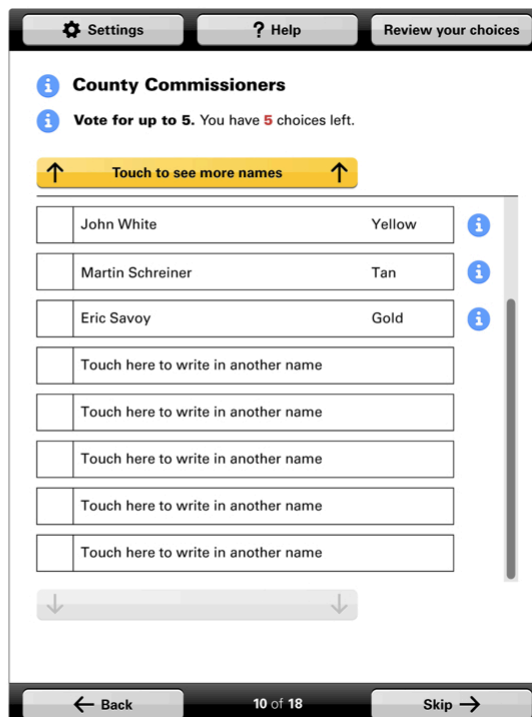 Settings
? Help
Review your choices
County Commissioners
Vote for up to 5. You have 5 choices left.
↑ Touch to see more names ↑
John White Yellow
Martin Schreiner Tan
Eric Savoy Gold
Touch here to write in another name
Touch here to write in another name
Touch here to write in another name
Touch here to write in another name
Touch here to write in another name
← Back
10 of 18
Skip →